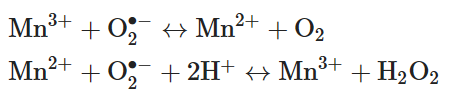 Mn³⁺ + O₂•⁻ ↔ Mn²⁺ + O₂
Mn²⁺ + O₂•⁻ + 2H⁺ ↔ Mn³⁺ + H₂O₂